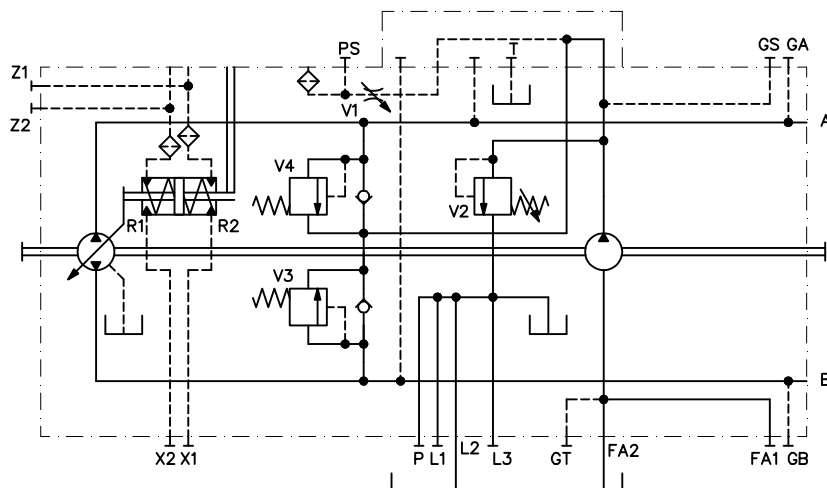 PS
T
GS GA
Z1
Z2
V1
A
V4
V2
R1
R2
V3
B
X2 X1
P L1 L2 L3 GT FA2 FA1 GB